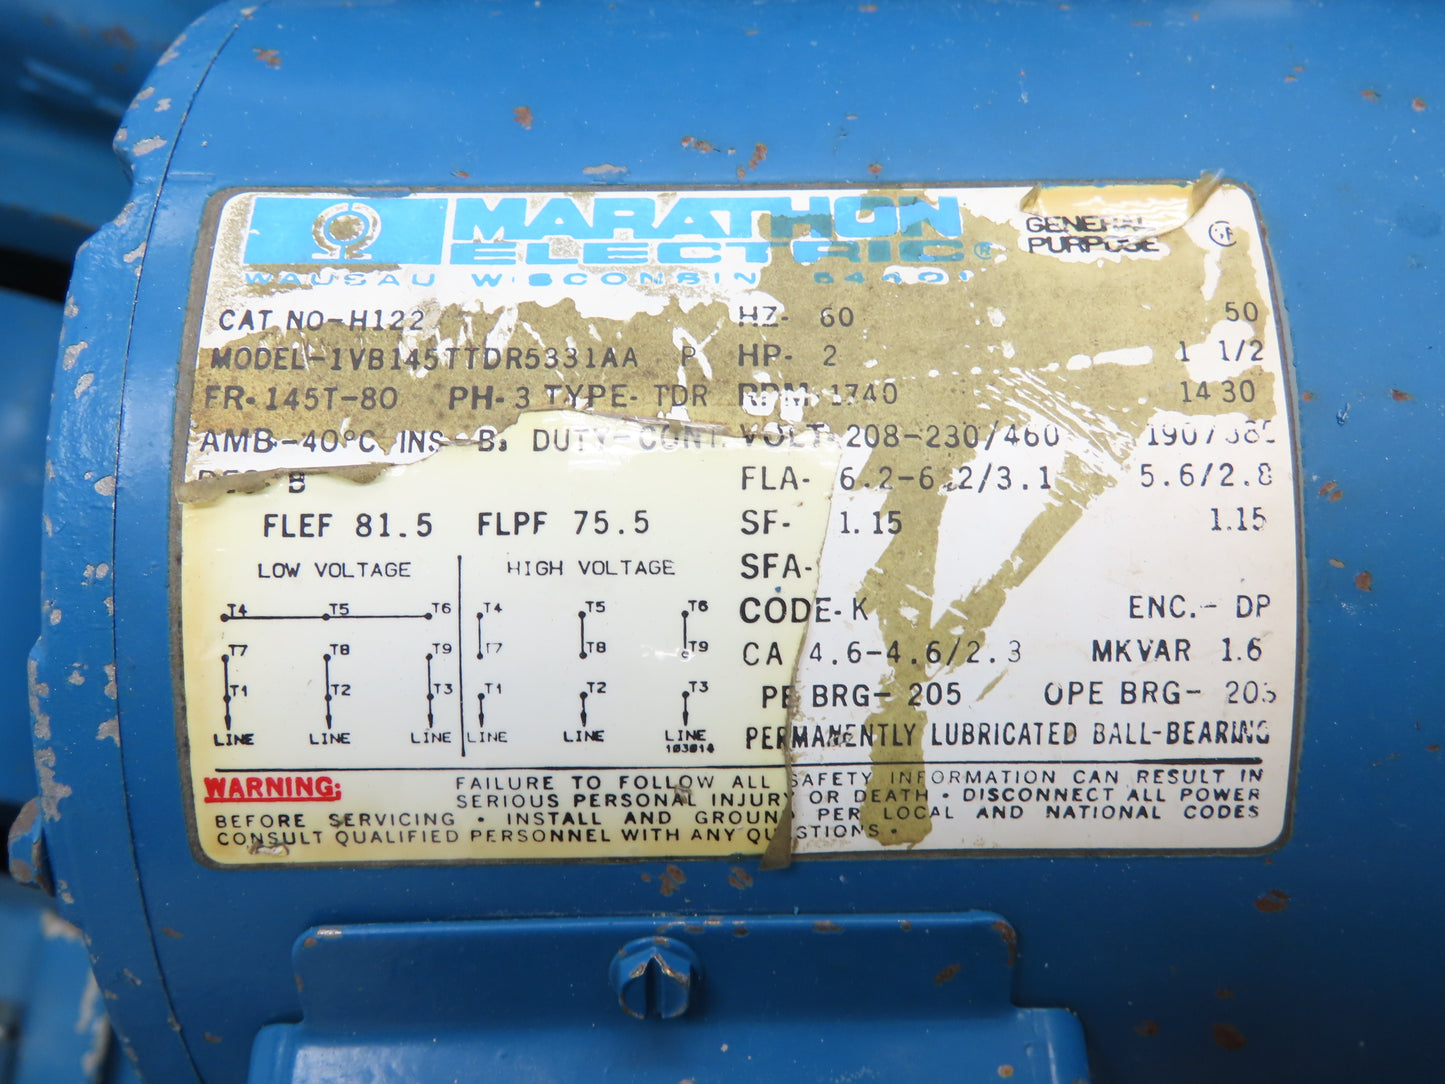 MARATHON
ELECTRIC®
WAUSAU WISCONSIN 54401
GENERAL
PURPOSE
CAT NO-H122 HZ- 60 50
MODEL-1VB145TTDR5331AA P HP- 2 1 1/2
FR-145T-80 PH-3 TYPE-TDR RPM-1740 1430
AMB-40°C INS-B3 DUTY-CONT. VOLT-208-230/460 190/380
DES-B FLA- 6.2-6.2/3.1 5.6/2.8
FLEF 81.5 FLPF 75.5 SF- 1.15 1.15
SFA-
LOW VOLTAGE HIGH VOLTAGE
CODE-K ENC.- DP
T4 T5 T6 T4 T5 T6
T7 T8 T9 T7 T8 T9
CA 4.6-4.6/2.3 MKVAR 1.6
T1 T2 T3 T1 T2 T3
PE BRG- 205 OPE BRG- 203
LINE LINE LINE LINE LINE LINE
103014
PERMANENTLY LUBRICATED BALL-BEARING
WARNING: FAILURE TO FOLLOW ALL SAFETY INFORMATION CAN RESULT IN
SERIOUS PERSONAL INJURY OR DEATH • DISCONNECT ALL POWER
BEFORE SERVICING • INSTALL AND GROUND PER LOCAL AND NATIONAL CODES
CONSULT QUALIFIED PERSONNEL WITH ANY QUESTIONS •